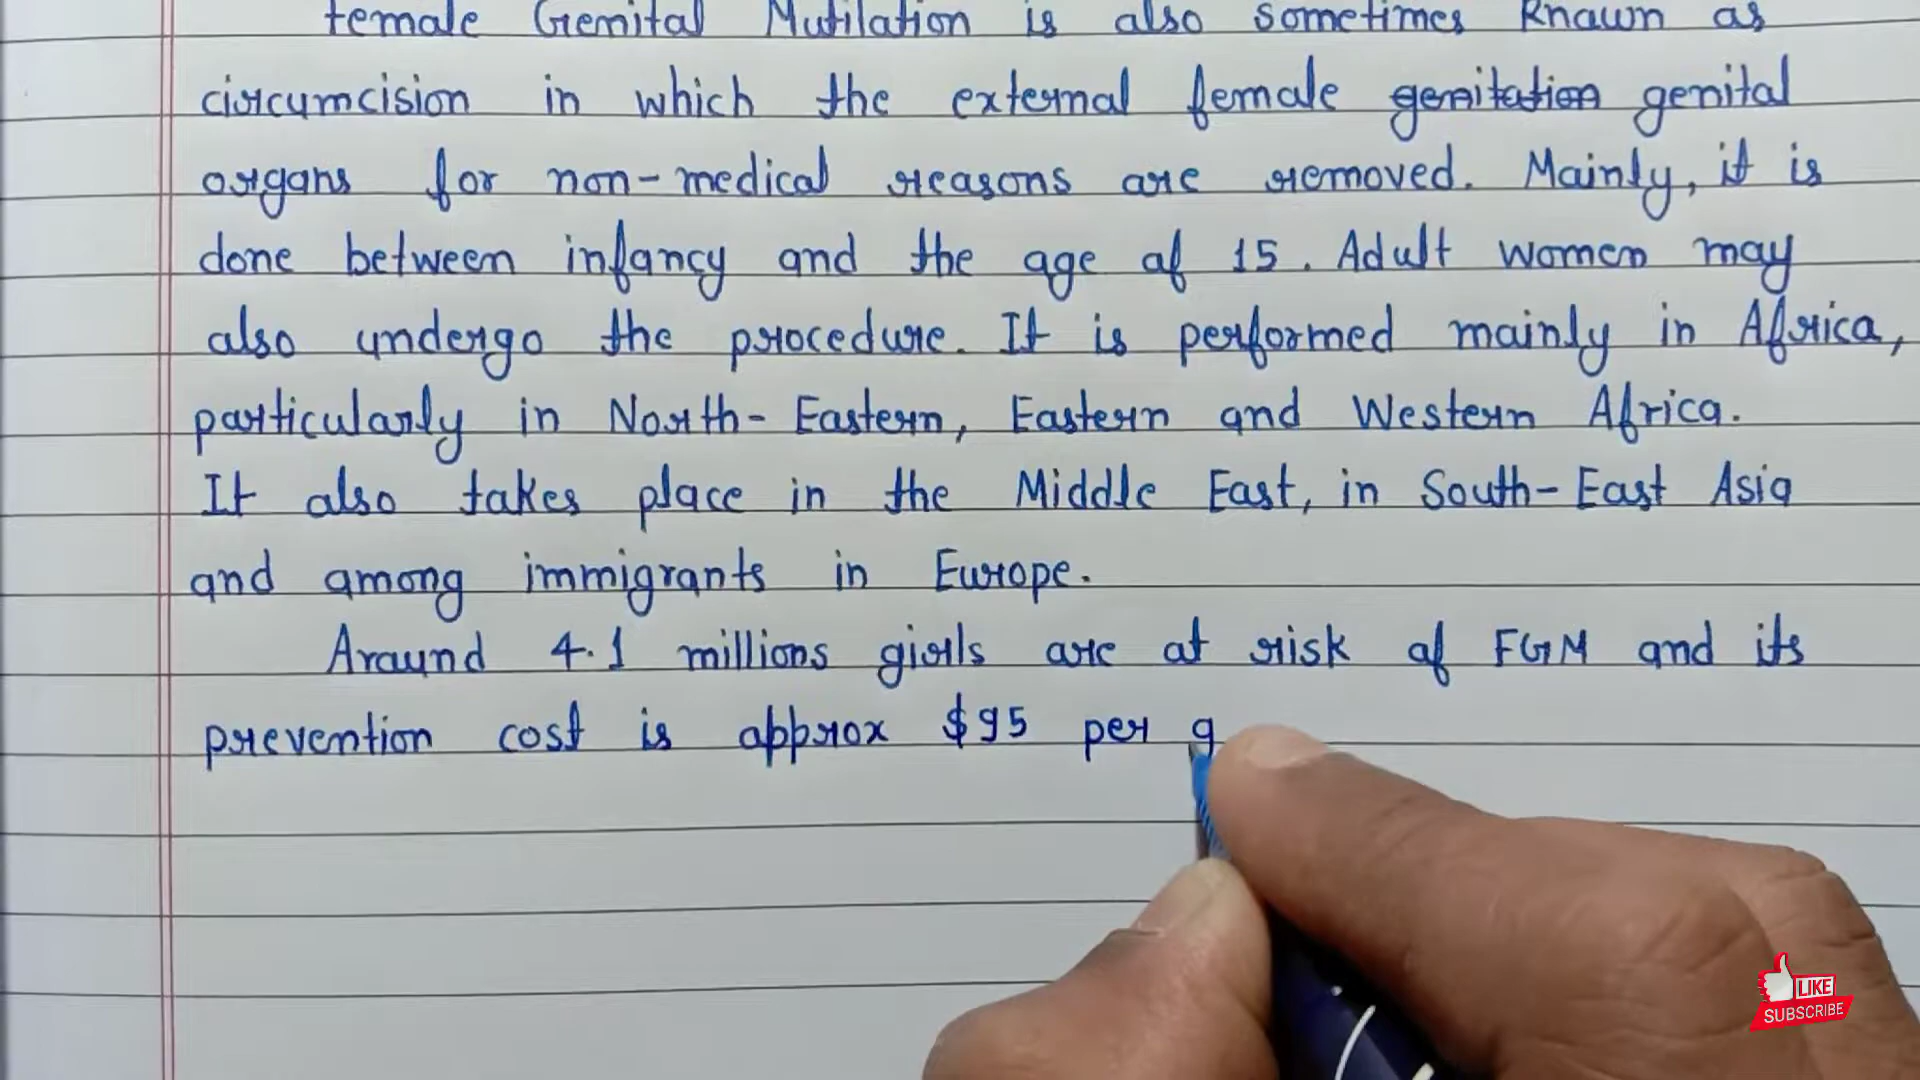 female Genital Mutilation is also sometimes known as
circumcision in which the external female genitation genital
organs for non-medical reasons are removed. Mainly, it is
done between infancy and the age of 15. Adult women may
also undergo the procedure. It is performed mainly in Africa,
particularly in North-Eastern, Eastern and Western Africa.
It also takes place in the Middle East, in South-East Asia
and among immigrants in Europe.
Around 4.1 millions girls are at risk of FGM and its
prevention cost is approx $95 per g
LIKE
SUBSCRIBE